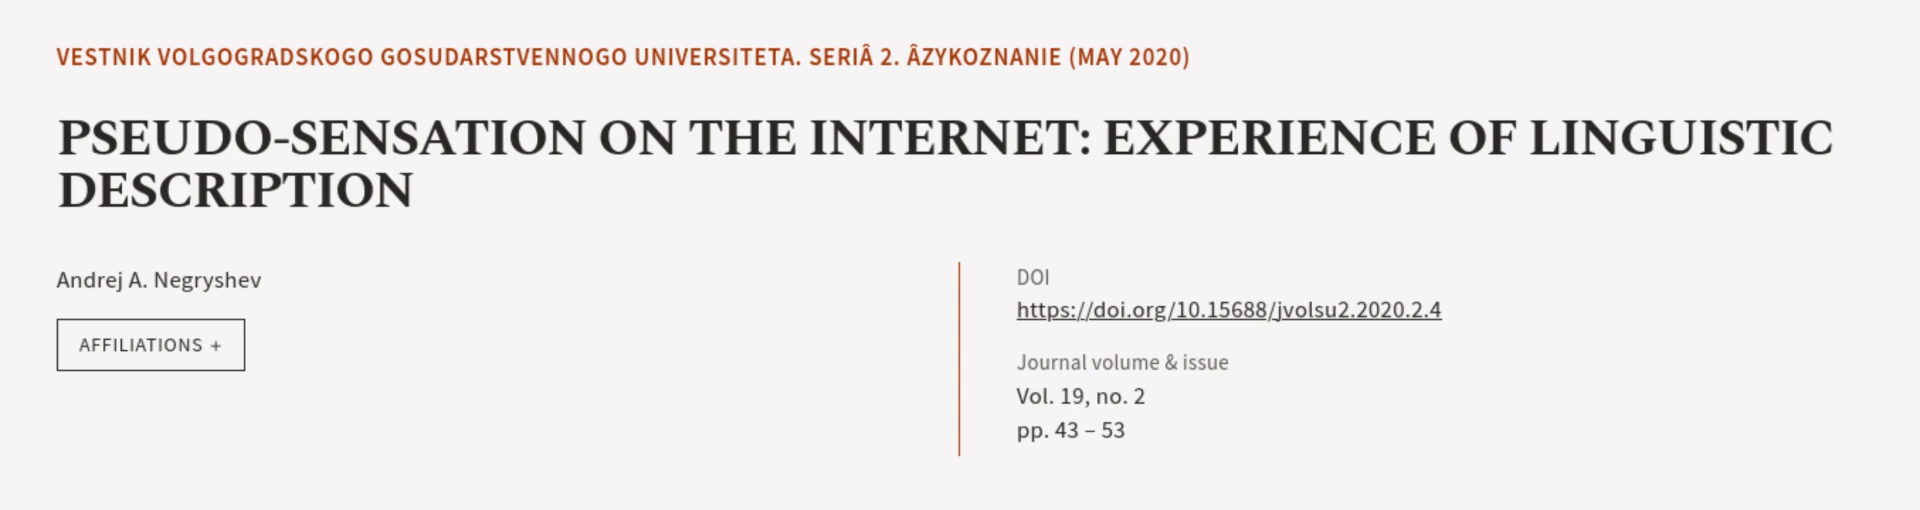 VESTNIK VOLGOGRADSKOGO GOSUDARSTVENNOGO UNIVERSITETA. SERIÂ 2. ÂZYKOZNANIE (MAY 2020)
PSEUDO-SENSATION ON THE INTERNET: EXPERIENCE OF LINGUISTIC
DESCRIPTION
Andrej A. Negryshev
AFFILIATIONS +
DOI
https://doi.org/10.15688/jvolsu2.2020.2.4
Journal volume & issue
Vol. 19, no. 2
pp. 43 – 53